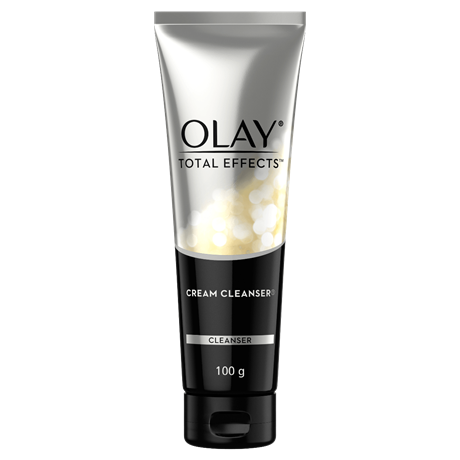 OLAY®
TOTAL EFFECTS™
CREAM CLEANSER
CLEANSER
100 g